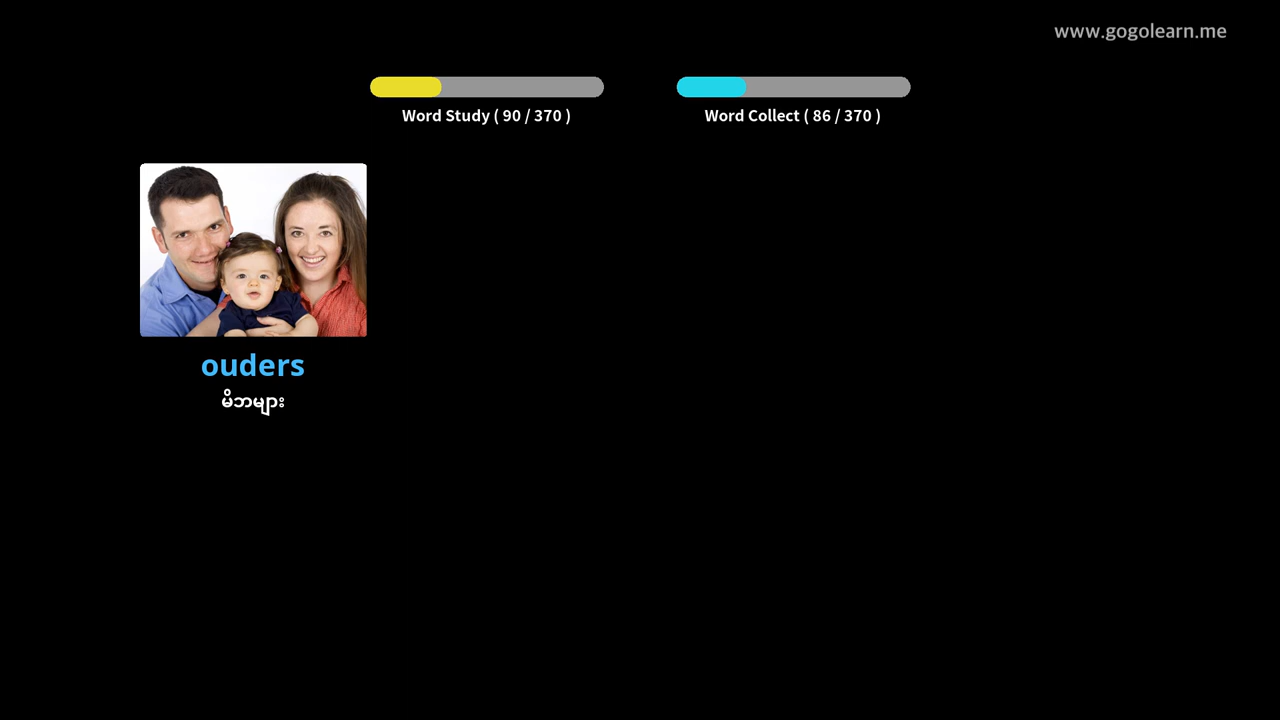 www.gogolearn.me
Word Study ( 90 / 370 )
Word Collect ( 86 / 370 )
ouders
မိဘများ